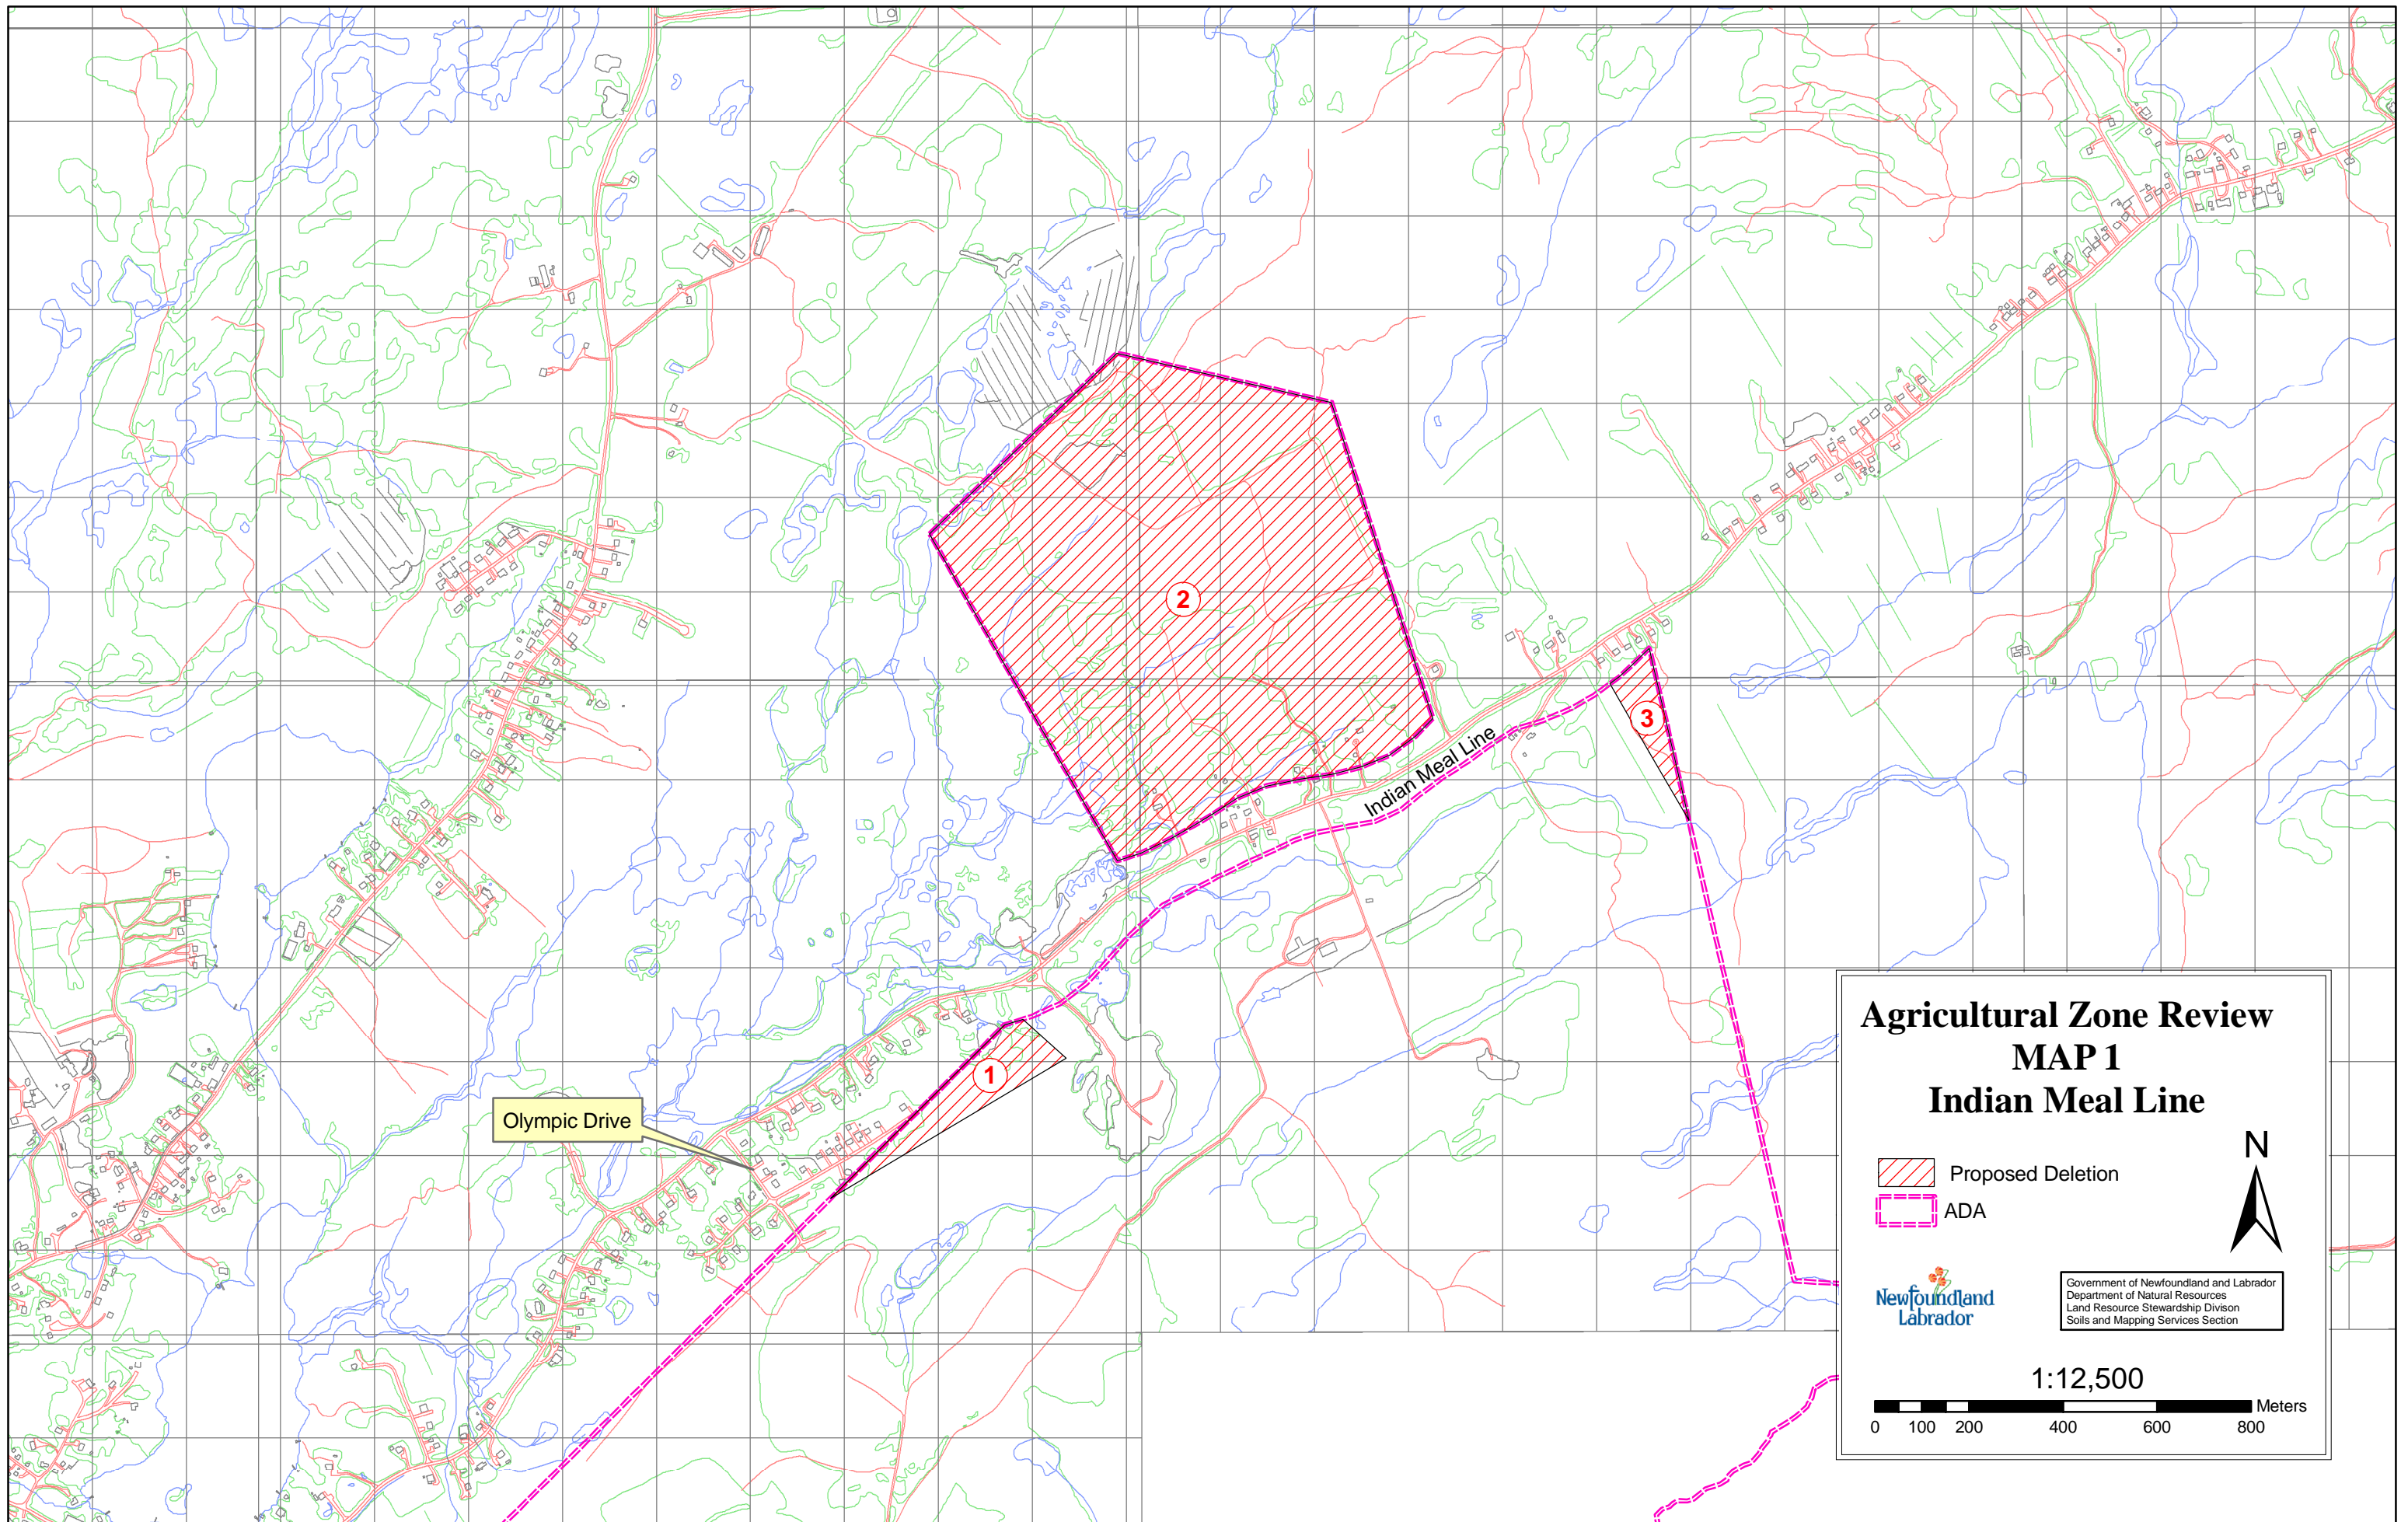 2
3
Indian Meal Line
1
Olympic Drive
Agricultural Zone Review
MAP 1
Indian Meal Line
N
Proposed Deletion
ADA
Newfoundland
Labrador
Government of Newfoundland and Labrador
Department of Natural Resources
Land Resource Stewardship Divison
Soils and Mapping Services Section
1:12,500
Meters
0 100 200 400 600 800